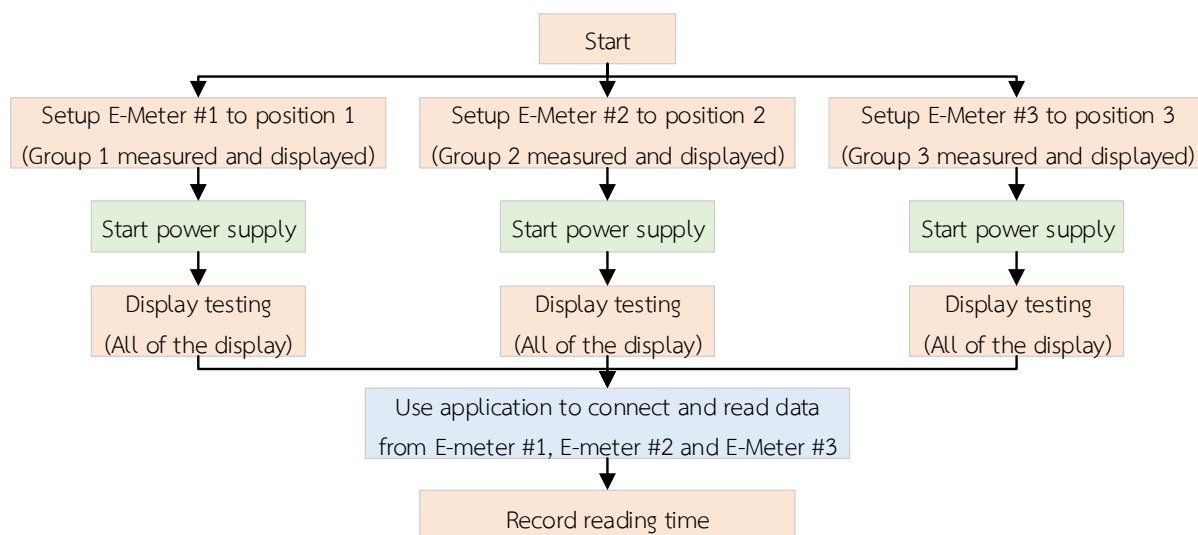 Start
Setup E-Meter #1 to position 1
(Group 1 measured and displayed)
Setup E-Meter #2 to position 2
(Group 2 measured and displayed)
Setup E-Meter #3 to position 3
(Group 3 measured and displayed)
Start power supply
Start power supply
Start power supply
Display testing
(All of the display)
Display testing
(All of the display)
Display testing
(All of the display)
Use application to connect and read data
from E-meter #1, E-meter #2 and E-Meter #3
Record reading time